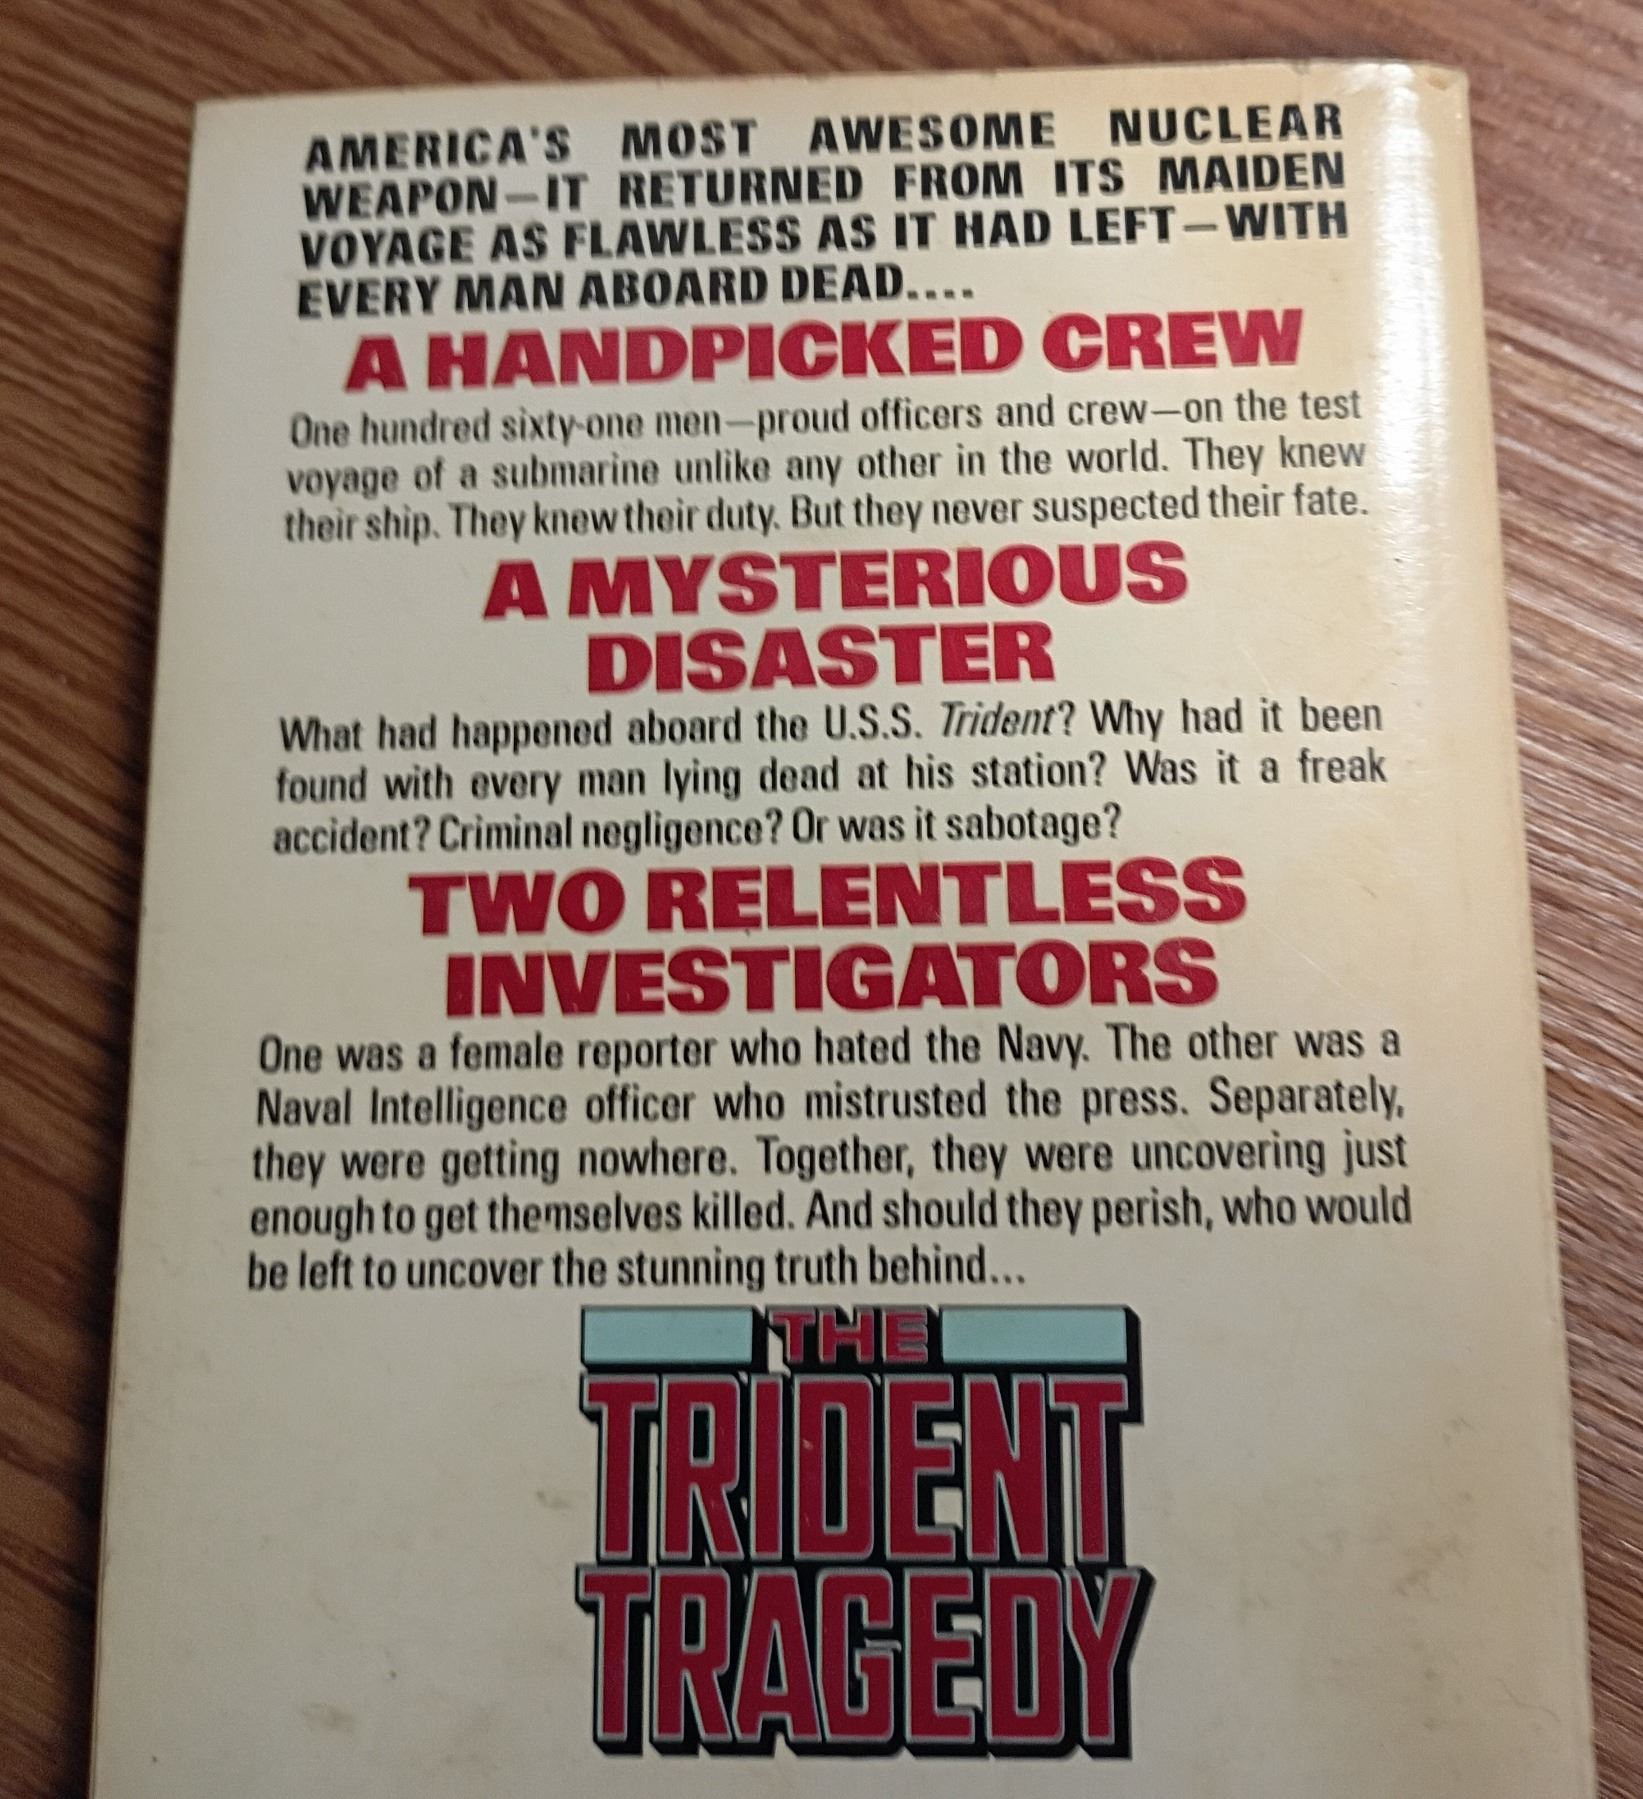 AMERICA'S MOST AWESOME NUCLEAR
WEAPON—IT RETURNED FROM ITS MAIDEN
VOYAGE AS FLAWLESS AS IT HAD LEFT—WITH
EVERY MAN ABOARD DEAD....
A HANDPICKED CREW
One hundred sixty-one men—proud officers and crew—on the test
voyage of a submarine unlike any other in the world. They knew
their ship. They knew their duty. But they never suspected their fate.
A MYSTERIOUS
DISASTER
What had happened aboard the U.S.S. Trident? Why had it been
found with every man lying dead at his station? Was it a freak
accident? Criminal negligence? Or was it sabotage?
TWO RELENTLESS
INVESTIGATORS
One was a female reporter who hated the Navy. The other was a
Naval Intelligence officer who mistrusted the press. Separately,
they were getting nowhere. Together, they were uncovering just
enough to get themselves killed. And should they perish, who would
be left to uncover the stunning truth behind...
THE
TRIDENT
TRAGEDY